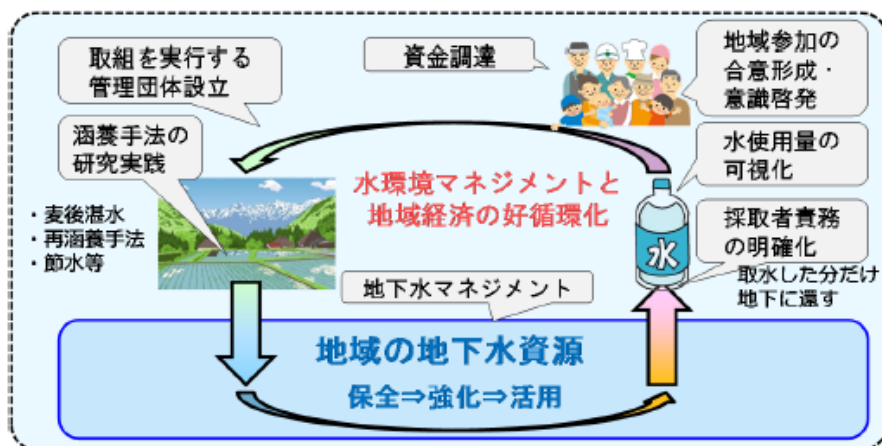 取組を実行する
管理団体設立
資金調達
地域参加の
合意形成・
意識啓発
涵養手法の
研究実践
水使用量の
可視化
・麦後湛水
・再涵養手法
・節水等
水環境マネジメントと
地域経済の好循環化
水
採取者責務
の明確化
取水した分だけ
地下に還す
地下水マネジメント
地域の地下水資源
保全⇒強化⇒活用